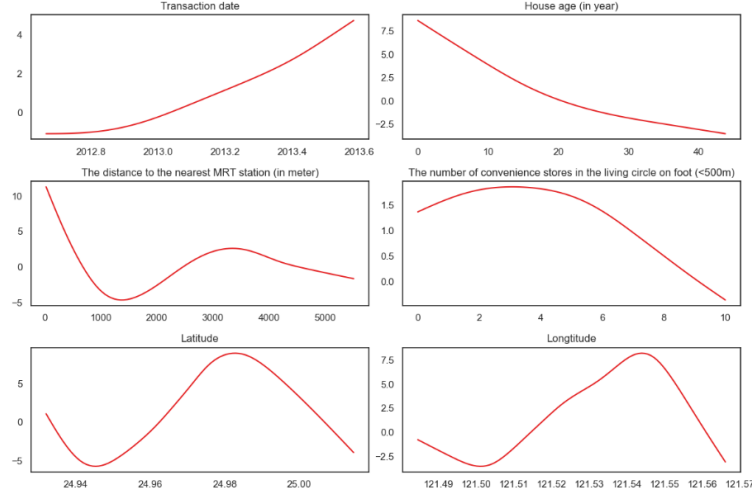 Transaction date
4
2
0
2012.8 2013.0 2013.2 2013.4 2013.6
House age (in year)
7.5
5.0
2.5
0.0
−2.5
0 10 20 30 40
The distance to the nearest MRT station (in meter)
10
5
0
−5
0 1000 2000 3000 4000 5000
The number of convenience stores in the living circle on foot (<500m)
1.5
1.0
0.5
0.0
0 2 4 6 8 10
Latitude
5
0
−5
24.94 24.96 24.98 25.00
Longtitude
7.5
5.0
2.5
0.0
−2.5
121.49 121.50 121.51 121.52 121.53 121.54 121.55 121.56 121.57